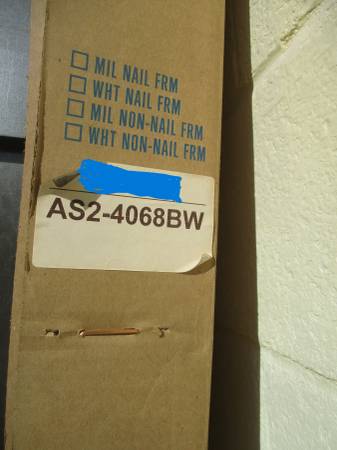 MIL NAIL FRM
WHT NAIL FRM
MIL NON-NAIL FRM
WHT NON-NAIL FRM
AS2-4068BW